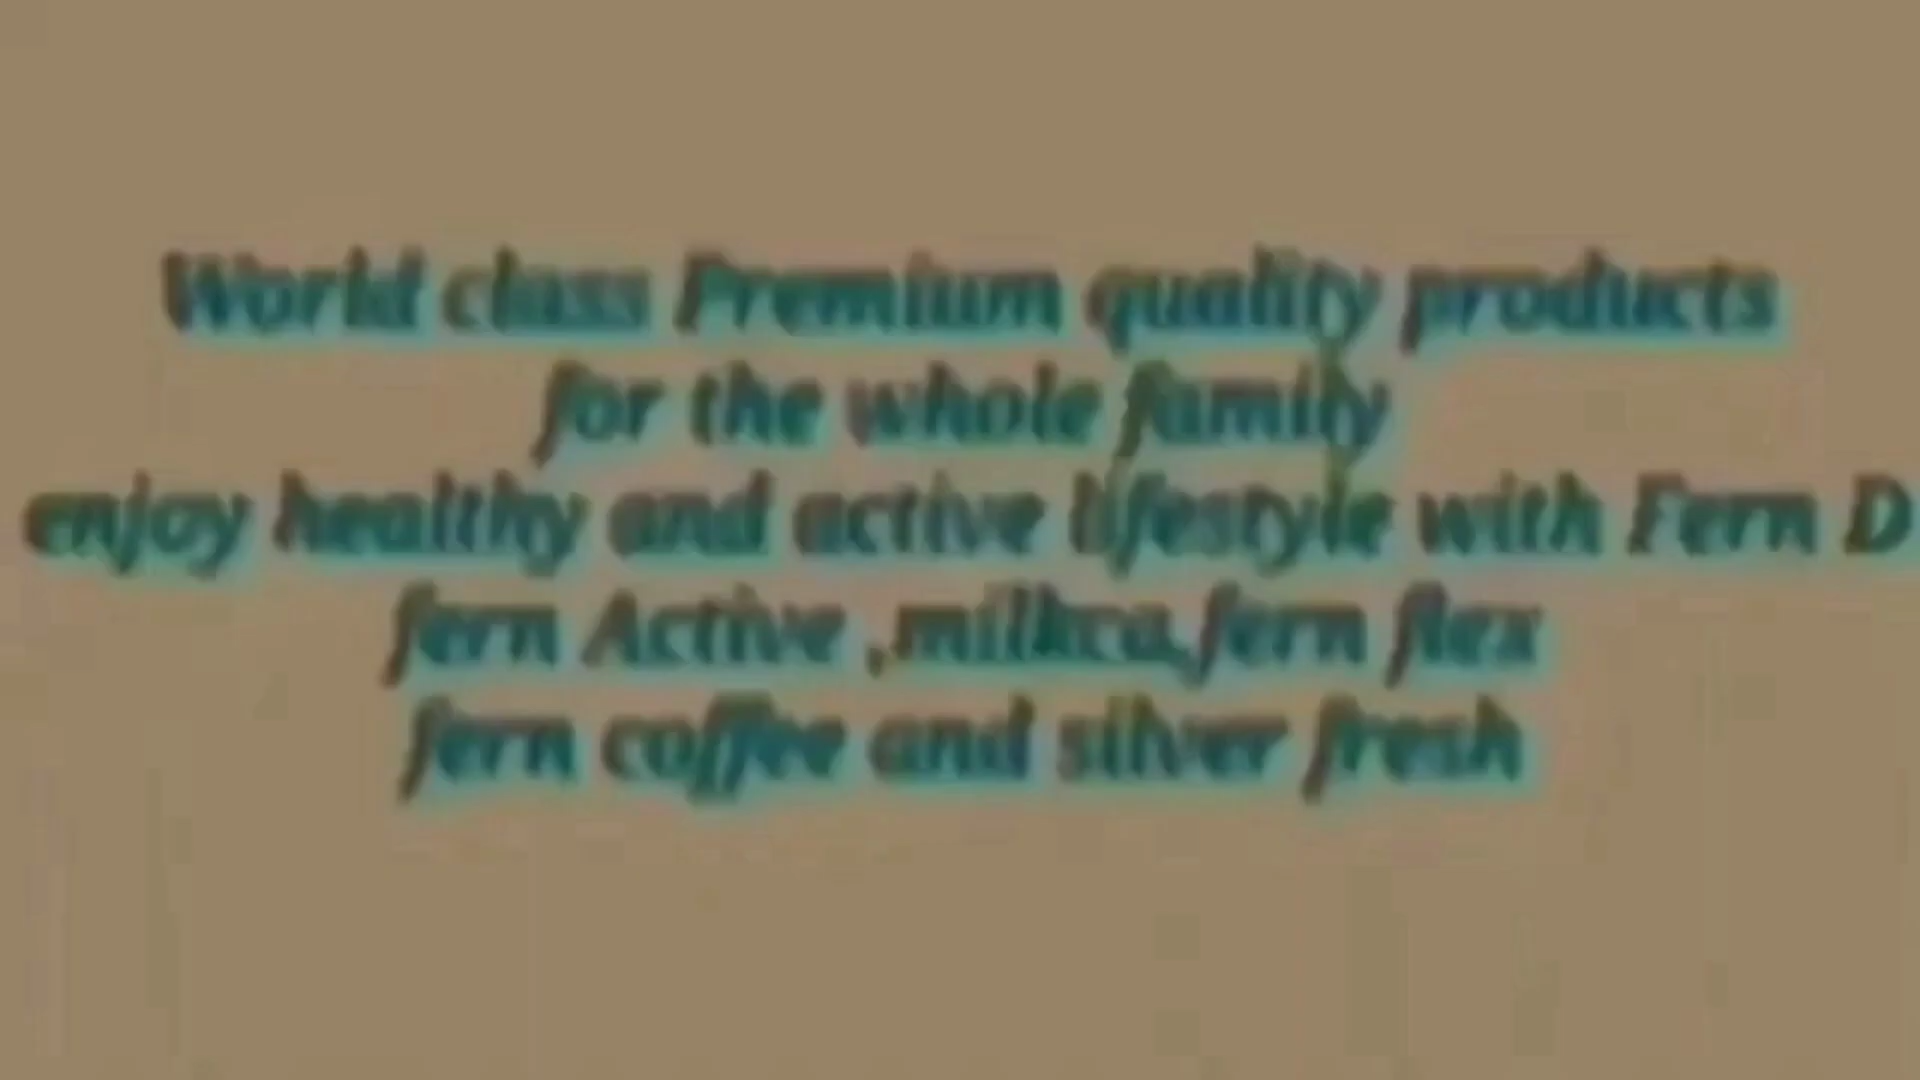 World class Premium quality products
for the whole family
enjoy healthy and active lifestyle with Fern D
fern Active ,milkca,fern flex
fern coffee and silver fresh